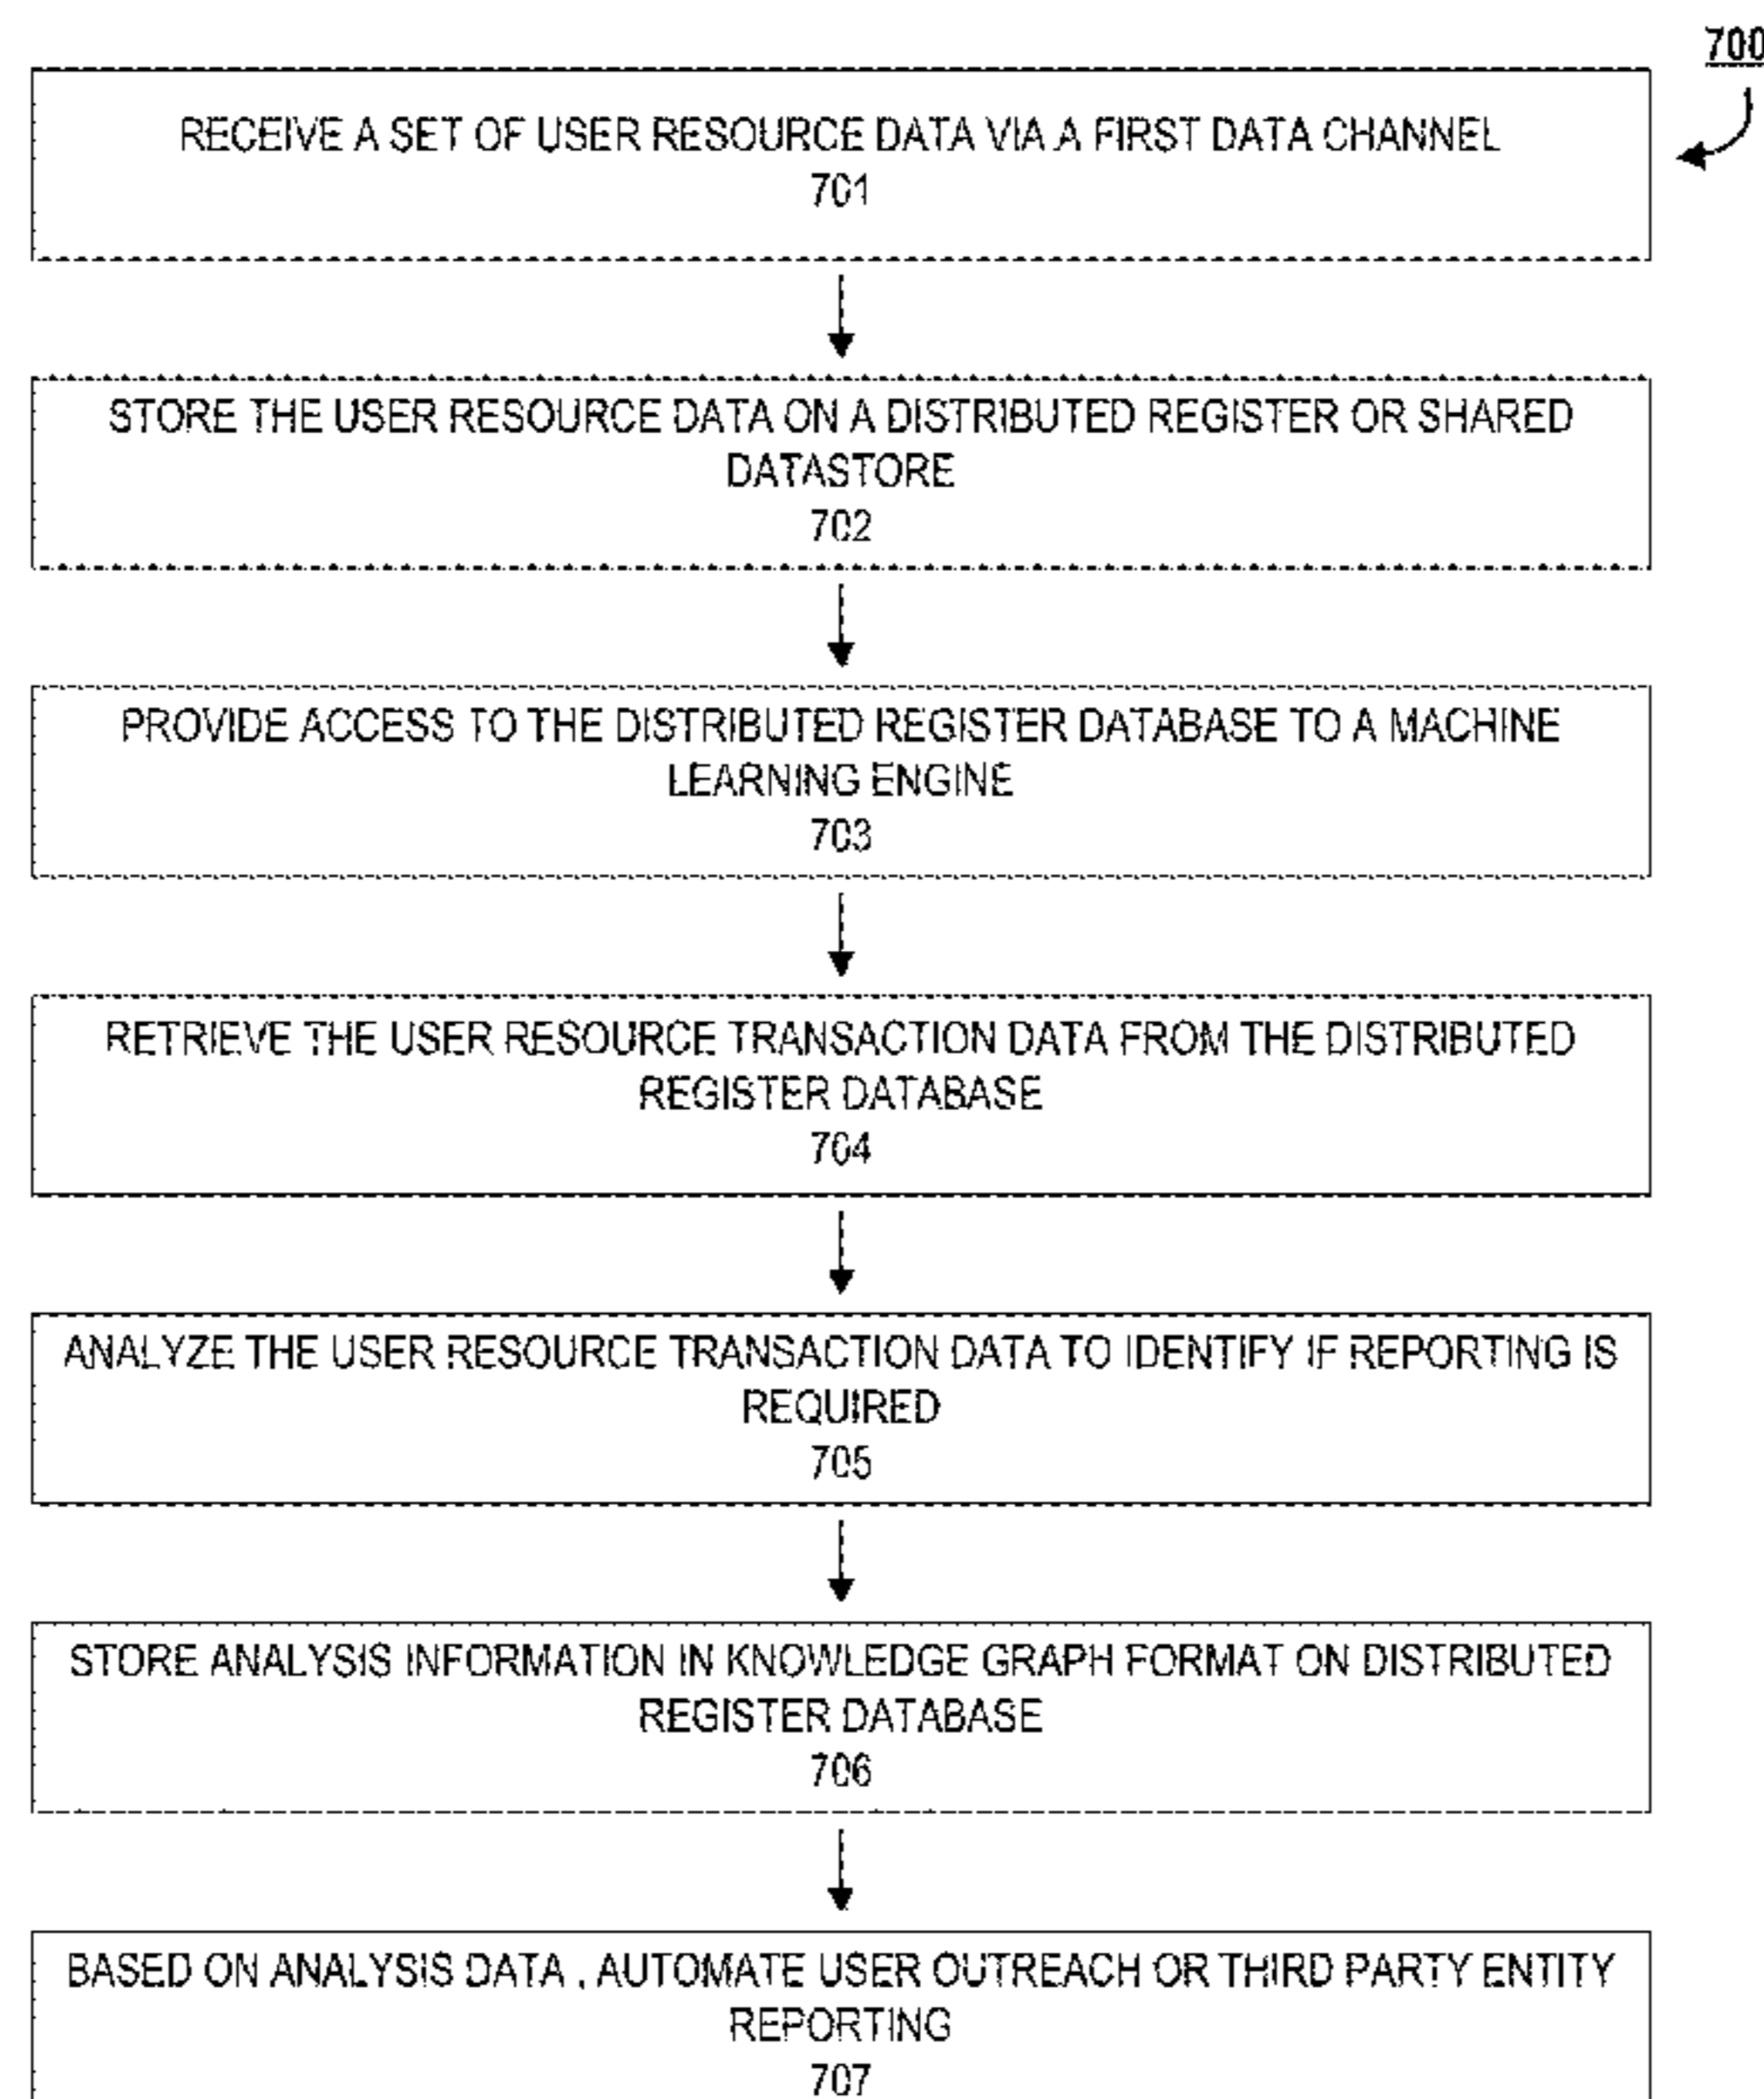 700
RECEIVE A SET OF USER RESOURCE DATA VIA A FIRST DATA CHANNEL
701
STORE THE USER RESOURCE DATA ON A DISTRIBUTED REGISTER OR SHARED
DATASTORE
702
PROVIDE ACCESS TO THE DISTRIBUTED REGISTER DATABASE TO A MACHINE
LEARNING ENGINE
703
RETRIEVE THE USER RESOURCE TRANSACTION DATA FROM THE DISTRIBUTED
REGISTER DATABASE
704
ANALYZE THE USER RESOURCE TRANSACTION DATA TO IDENTIFY IF REPORTING IS
REQUIRED
705
STORE ANALYSIS INFORMATION IN KNOWLEDGE GRAPH FORMAT ON DISTRIBUTED
REGISTER DATABASE
706
BASED ON ANALYSIS DATA , AUTOMATE USER OUTREACH OR THIRD PARTY ENTITY
REPORTING
707